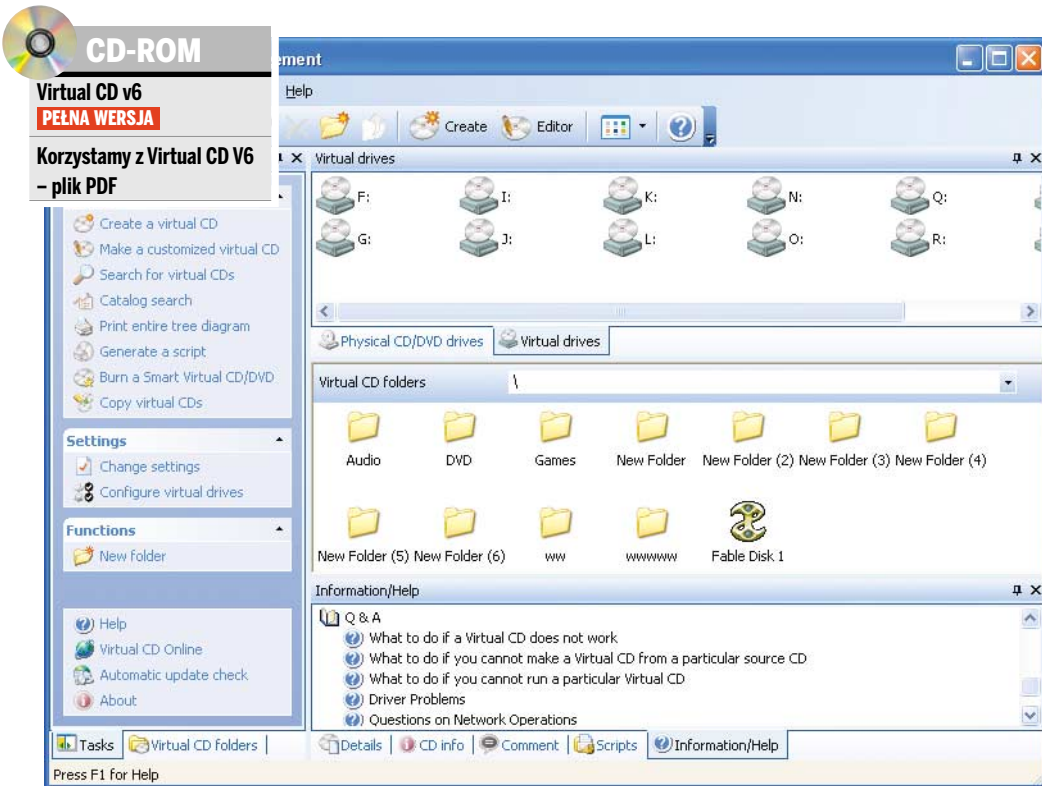 CD-ROM
Virtual CD v6
PEŁNA WERSJA
Korzystamy z Virtual CD V6
– plik PDF
ement
Help
Create Editor
Virtual drives
F: I: K: N: Q:
G: J: L: O: R:
Physical CD/DVD drives Virtual drives
Create a virtual CD
Make a customized virtual CD
Search for virtual CDs
Catalog search
Print entire tree diagram
Generate a script
Burn a Smart Virtual CD/DVD
Copy virtual CDs
Settings
Change settings
Configure virtual drives
Functions
New folder
Help
Virtual CD Online
Automatic update check
About
Virtual CD folders \
Audio DVD Games New Folder New Folder (2) New Folder (3) New Folder (4)
New Folder (5) New Folder (6) ww wwwww Fable Disk 1
Information/Help
Q & A
What to do if a Virtual CD does not work
What to do if you cannot make a Virtual CD from a particular source CD
What to do if you cannot run a particular Virtual CD
Driver Problems
Questions on Network Operations
Tasks Virtual CD folders
Details CD info Comment Scripts Information/Help
Press F1 for Help